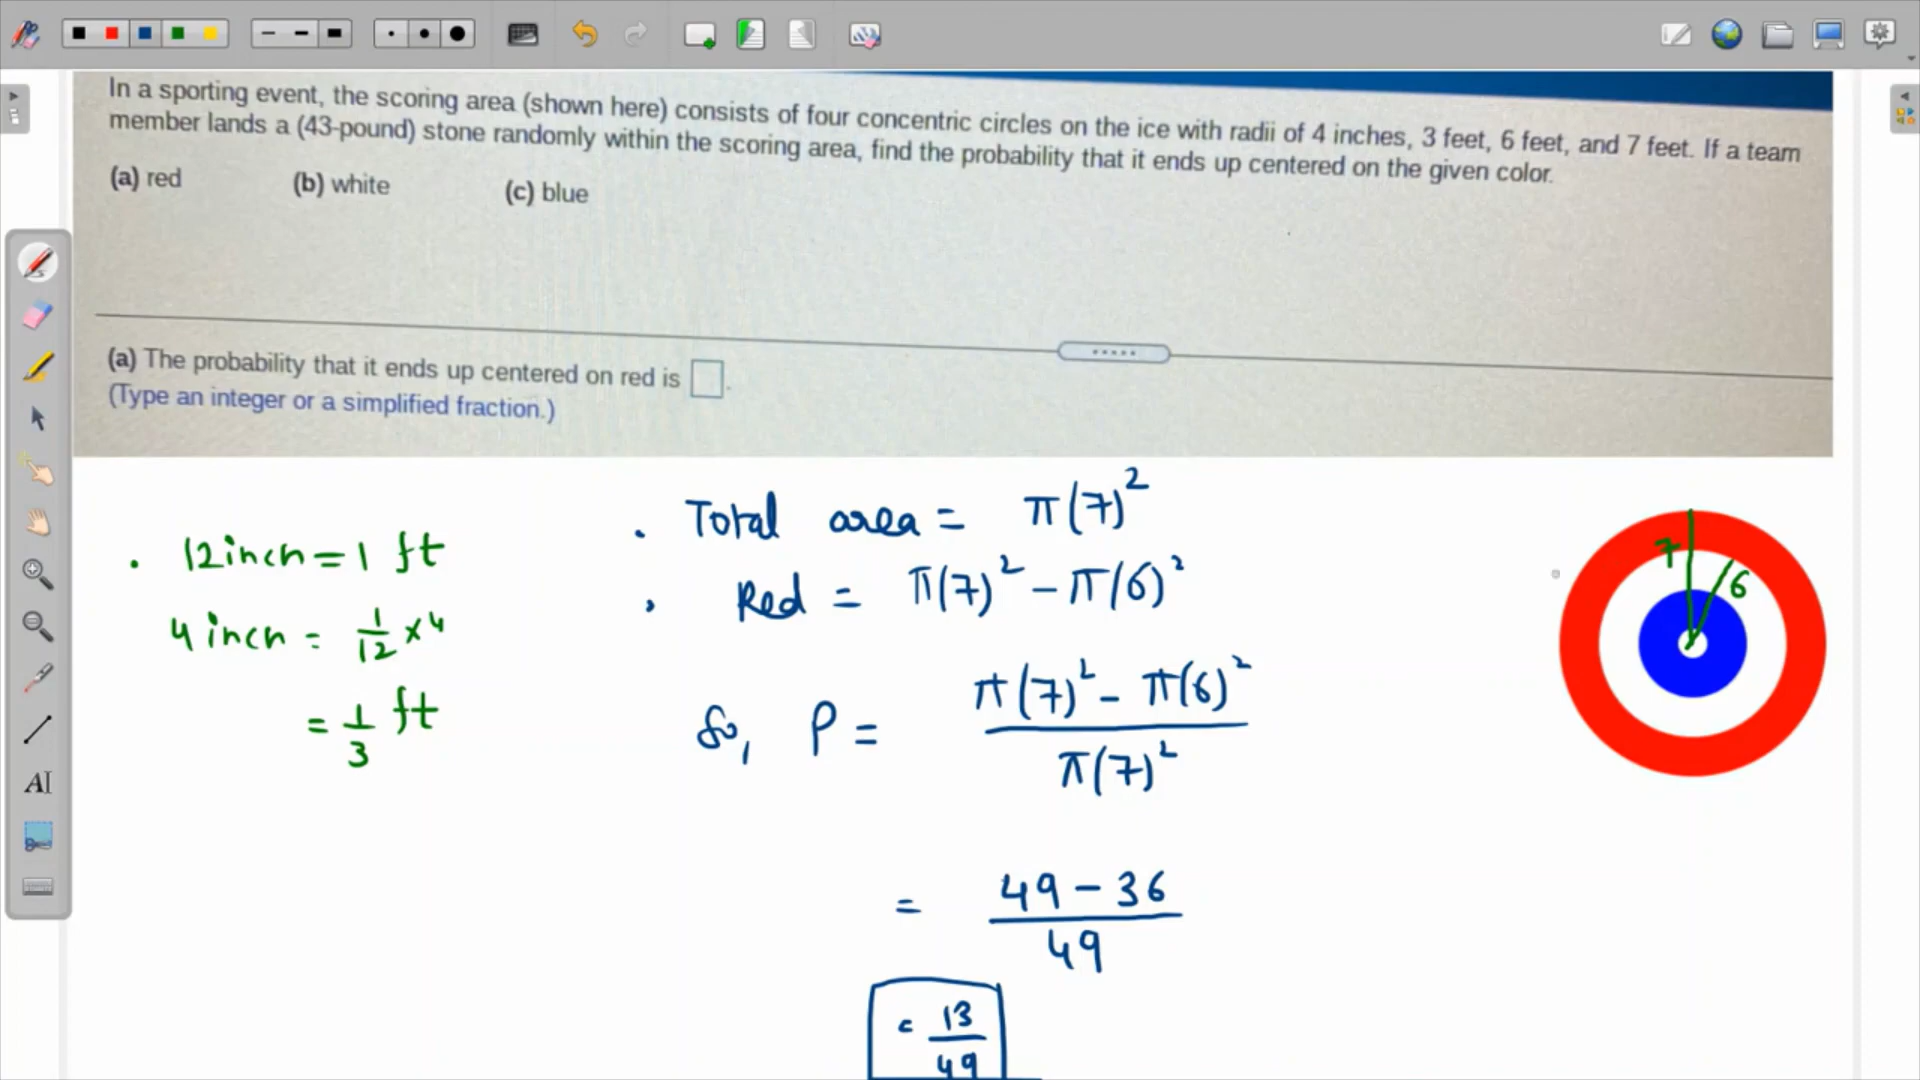 In a sporting event, the scoring area (shown here) consists of four concentric circles on the ice with radii of 4 inches, 3 feet, 6 feet, and 7 feet. If a team
member lands a (43-pound) stone randomly within the scoring area, find the probability that it ends up centered on the given color.
(a) red (b) white (c) blue
(a) The probability that it ends up centered on red is .
(Type an integer or a simplified fraction.)
. 12inch = 1 ft
4 inch = 1/12 × 4
= 1/3 ft
. Total area = π(7)²
. Red = π(7)² − π(6)²
So, P = π(7)² − π(6)² / π(7)²
= 49 − 36 / 49
= 13/49
7
6
AI